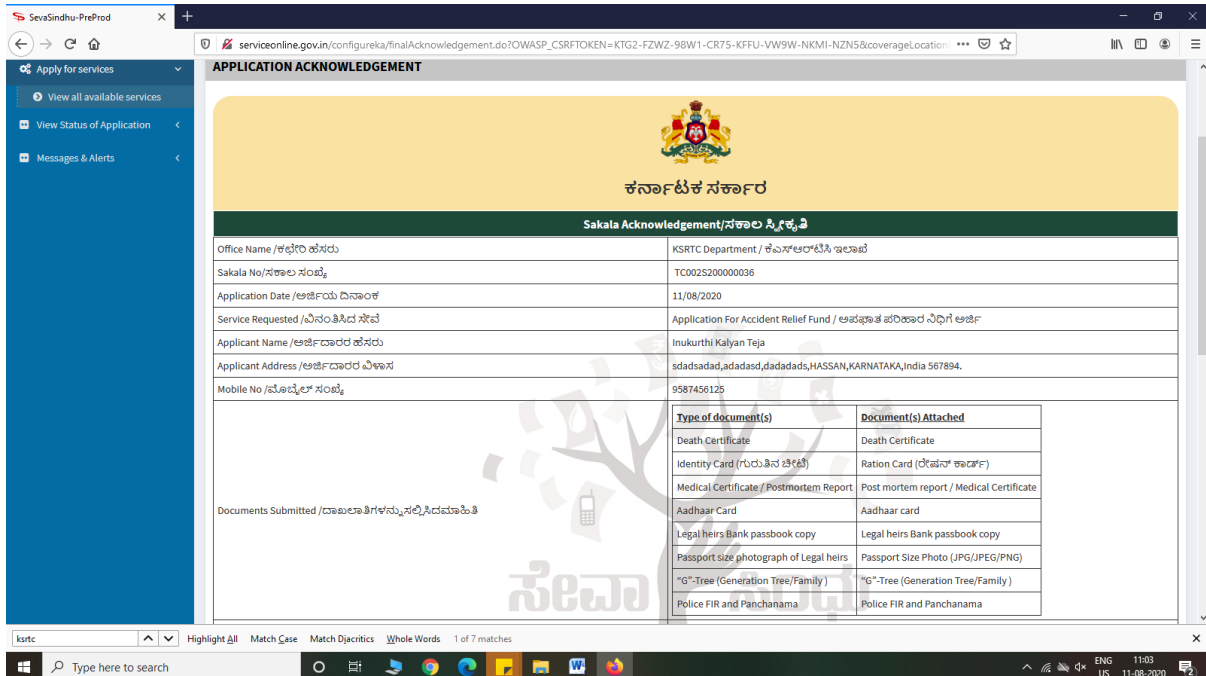 SevaSindhu-PreProd
serviceonline.gov.in/configureka/finalAcknowledgement.do?OWASP_CSRFTOKEN=KTG2-FZWZ-98W1-CR75-KFFU-VW9W-NKMI-NZN5&coverageLocation
Apply for services
View all available services
View Status of Application
Messages & Alerts
APPLICATION ACKNOWLEDGEMENT
ಕರ್ನಾಟಕ ಸರ್ಕಾರ
Sakala Acknowledgement/ಸಕಾಲ ಸ್ವೀಕೃತಿ
Office Name /ಕಛೇರಿ ಹೆಸರು KSRTC Department / ಕೆಎಸ್ಆರ್‌ಟಿಸಿ ಇಲಾಖೆ
Sakala No/ಸಕಾಲ ಸಂಖ್ಯೆ TC002S200000036
Application Date /ಅರ್ಜಿಯ ದಿನಾಂಕ 11/08/2020
Service Requested /ವಿನಂತಿಸಿದ ಸೇವೆ Application For Accident Relief Fund / ಅಪಘಾತ ಪರಿಹಾರ ನಿಧಿಗೆ ಅರ್ಜಿ
Applicant Name /ಅರ್ಜಿದಾರರ ಹೆಸರು Inukurthi Kalyan Teja
Applicant Address /ಅರ್ಜಿದಾರರ ವಿಳಾಸ sdadsadad,adadasd,dadadads,HASSAN,KARNATAKA,India 567894.
Mobile No /ಮೊಬೈಲ್ ಸಂಖ್ಯೆ 9587456125
Documents Submitted /ದಾಖಲಾತಿಗಳನ್ನು ಸಲ್ಲಿಸಿದಮಾಹಿತಿ
Type of document(s) Document(s) Attached
Death Certificate Death Certificate
Identity Card (ಗುರುತಿನ ಚೀಟಿ) Ration Card (ರೇಷನ್ ಕಾರ್ಡ್)
Medical Certificate / Postmortem Report Post mortem report / Medical Certificate
Aadhaar Card Aadhaar card
Legal heirs Bank passbook copy Legal heirs Bank passbook copy
Passport size photograph of Legal heirs Passport Size Photo (JPG/JPEG/PNG)
“G”-Tree (Generation Tree/Family ) “G”-Tree (Generation Tree/Family )
Police FIR and Panchanama Police FIR and Panchanama
ಸೇವಾ ಸಿಂಧು
ksrtc Highlight All Match Case Match Diacritics Whole Words 1 of 7 matches
Type here to search
ENG 11:03
US 11-08-2020
2